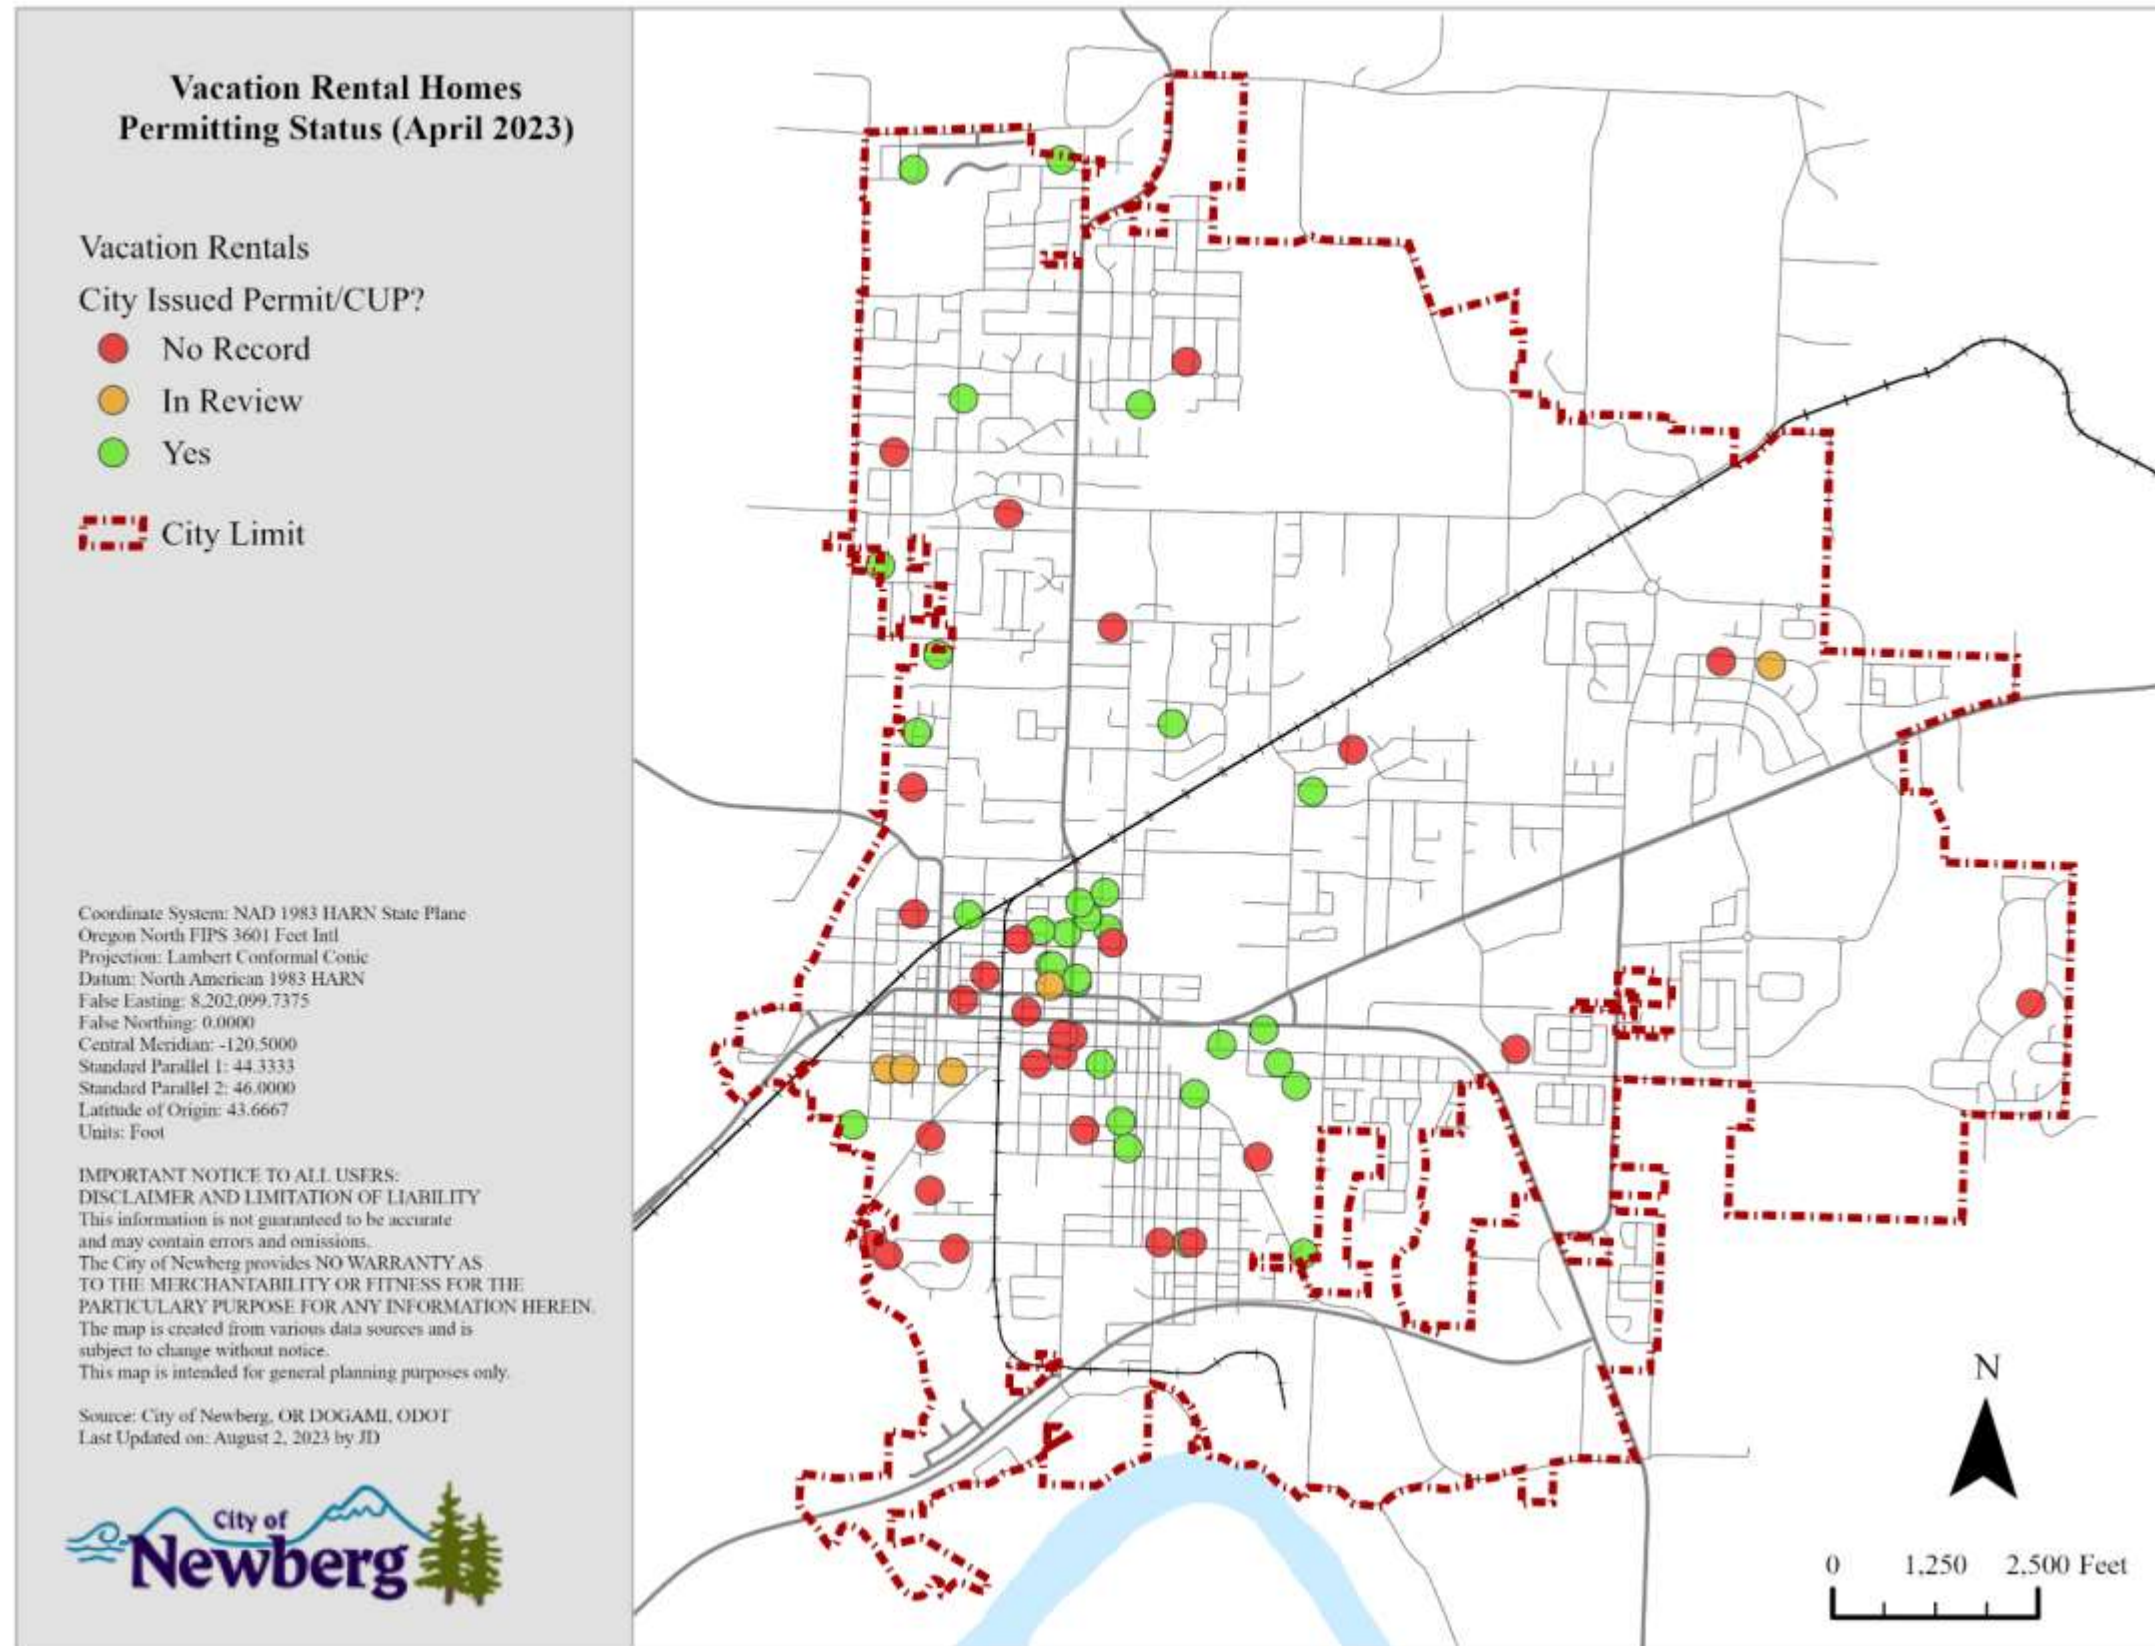 Vacation Rental Homes
Permitting Status (April 2023)
Vacation Rentals
City Issued Permit/CUP?
No Record
In Review
Yes
City Limit
Coordinate System: NAD 1983 HARN State Plane
Oregon North FIPS 3601 Feet Intl
Projection: Lambert Conformal Conic
Datum: North American 1983 HARN
False Easting: 8,202,099.7375
False Northing: 0.0000
Central Meridian: -120.5000
Standard Parallel 1: 44.3333
Standard Parallel 2: 46.0000
Latitude of Origin: 43.6667
Units: Foot
IMPORTANT NOTICE TO ALL USERS:
DISCLAIMER AND LIMITATION OF LIABILITY
This information is not guaranteed to be accurate
and may contain errors and omissions.
The City of Newberg provides NO WARRANTY AS
TO THE MERCHANTABILITY OR FITNESS FOR THE
PARTICULARY PURPOSE FOR ANY INFORMATION HEREIN.
The map is created from various data sources and is
subject to change without notice.
This map is intended for general planning purposes only.
Source: City of Newberg, OR DOGAMI, ODOT
Last Updated on: August 2, 2023 by JD
City of
Newberg
N
0 1,250 2,500 Feet